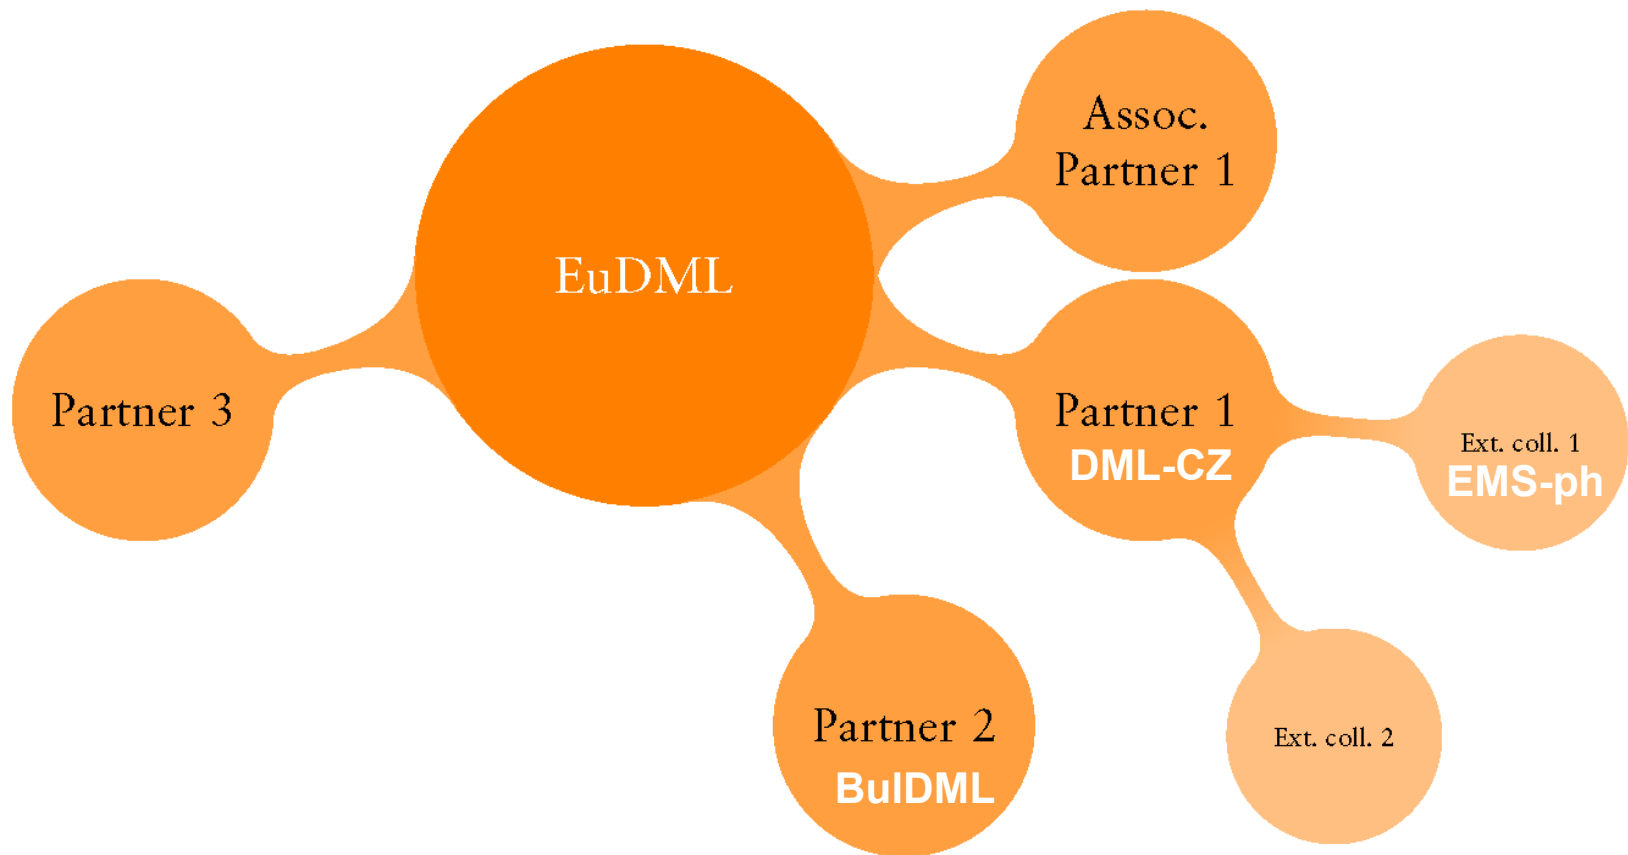 Assoc.
Partner 1
EuDML
Partner 3
Partner 1
DML-CZ
Ext. coll. 1
EMS-ph
Partner 2
BulDML
Ext. coll. 2